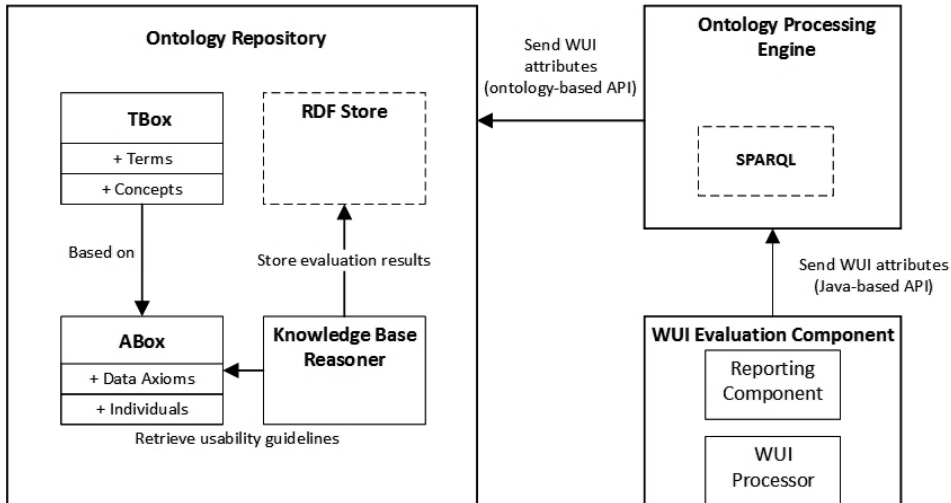 Ontology Repository
TBox
+ Terms
+ Concepts
RDF Store
Based on
Store evaluation results
ABox
+ Data Axioms
+ Individuals
Knowledge Base
Reasoner
Retrieve usability guidelines
Send WUI
attributes
(ontology-based API)
Ontology Processing
Engine
SPARQL
Send WUI attributes
(Java-based API)
WUI Evaluation Component
Reporting
Component
WUI
Processor